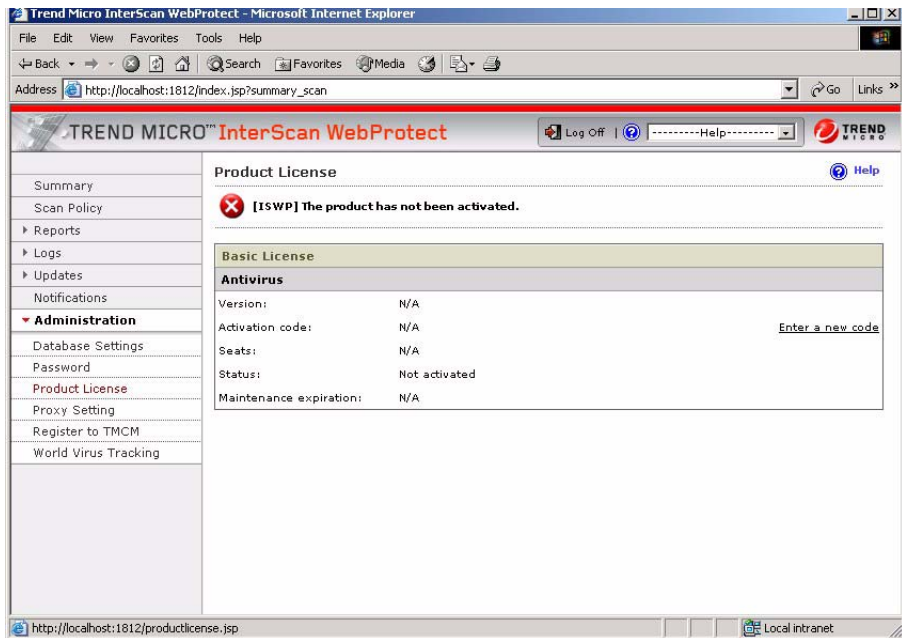 Trend Micro InterScan WebProtect - Microsoft Internet Explorer
File Edit View Favorites Tools Help
Back Search Favorites Media
Address http://localhost:1812/index.jsp?summary_scan Go Links »
TREND MICRO™ InterScan WebProtect Log Off | ---------Help--------- TREND MICRO
Product License Help
[ISWP] The product has not been activated.
Summary
Scan Policy
Reports
Logs
Updates
Notifications
Administration
Database Settings
Password
Product License
Proxy Setting
Register to TMCM
World Virus Tracking
Basic License
Antivirus
Version: N/A
Activation code: N/A Enter a new code
Seats: N/A
Status: Not activated
Maintenance expiration: N/A
http://localhost:1812/productlicense.jsp Local intranet